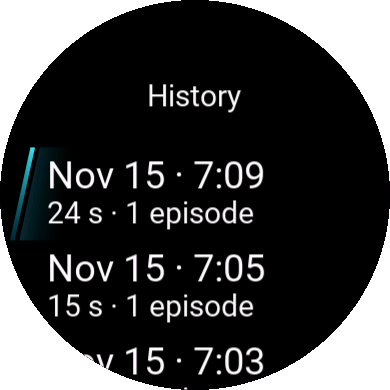 History
Nov 15 · 7:09
24 s · 1 episode
Nov 15 · 7:05
15 s · 1 episode
15 · 7:03